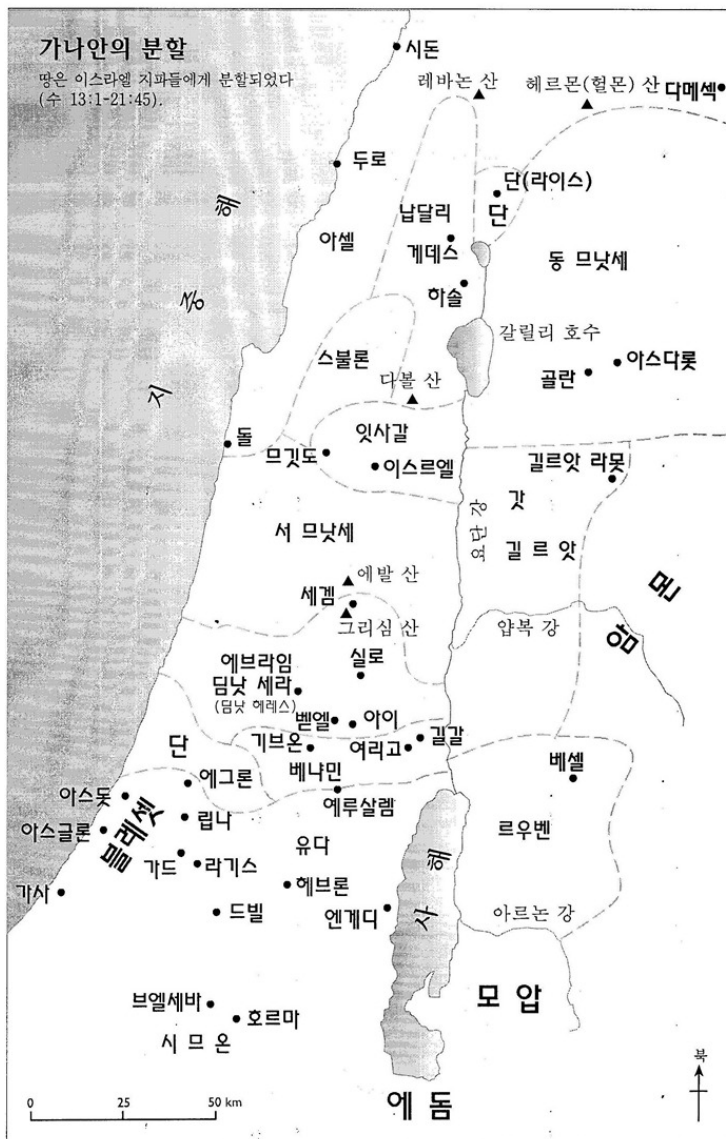 가나안의 분할
땅은 이스라엘 지파들에게 분할되었다
(수 13:1-21:45).
시돈
레바논 산
헤르몬(헐몬) 산
다메섹
두로
단(라이스)
단
납달리
게데스
아셀
하솔
동 므낫세
지 중 해
갈릴리 호수
스불론
다볼 산
골란
아스다롯
돌
잇사갈
므깃도
이스르엘
길르앗 라못
갓
길 르 앗
요단 강
서 므낫세
에발 산
세겜
그리심 산
얍복 강
암 몬
에브라임
실로
딤낫 세라
(딤낫 헤레스)
벧엘
아이
길갈
기브온
여리고
단
베냐민
베셀
에그론
아스돗
예루살렘
립나
블레셋
아스글론
르우벤
유다
가드
라기스
사 해
가사
헤브론
드빌
엔게디
아르논 강
브엘세바
호르마
모 압
시 므 온
북
0 25 50 km
에 돔